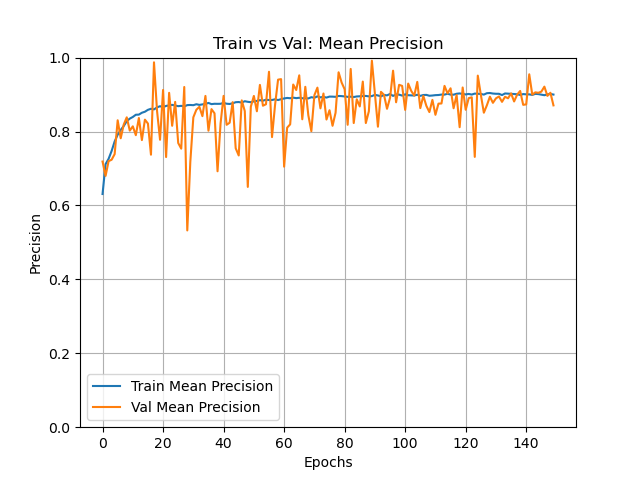 Train vs Val: Mean Precision
1.0
0.8
0.6
0.4
0.2
0.0
Precision
Train Mean Precision
Val Mean Precision
0 20 40 60 80 100 120 140
Epochs